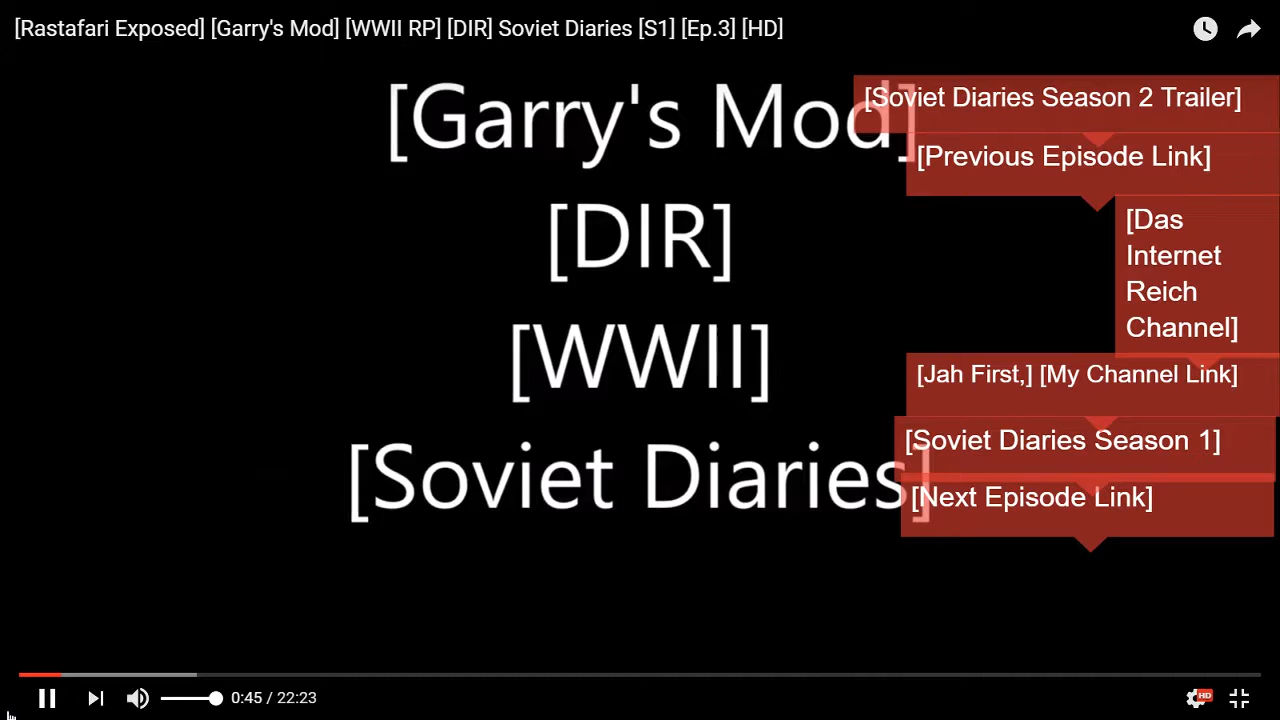 [Rastafari Exposed] [Garry's Mod] [WWII RP] [DIR] Soviet Diaries [S1] [Ep.3] [HD]
[Garry's Mod]
[DIR]
[WWII]
[Soviet Diaries]
[Soviet Diaries Season 2 Trailer]
[Previous Episode Link]
[Das
Internet
Reich
Channel]
[Jah First,] [My Channel Link]
[Soviet Diaries Season 1]
[Next Episode Link]
0:45 / 22:23
HD